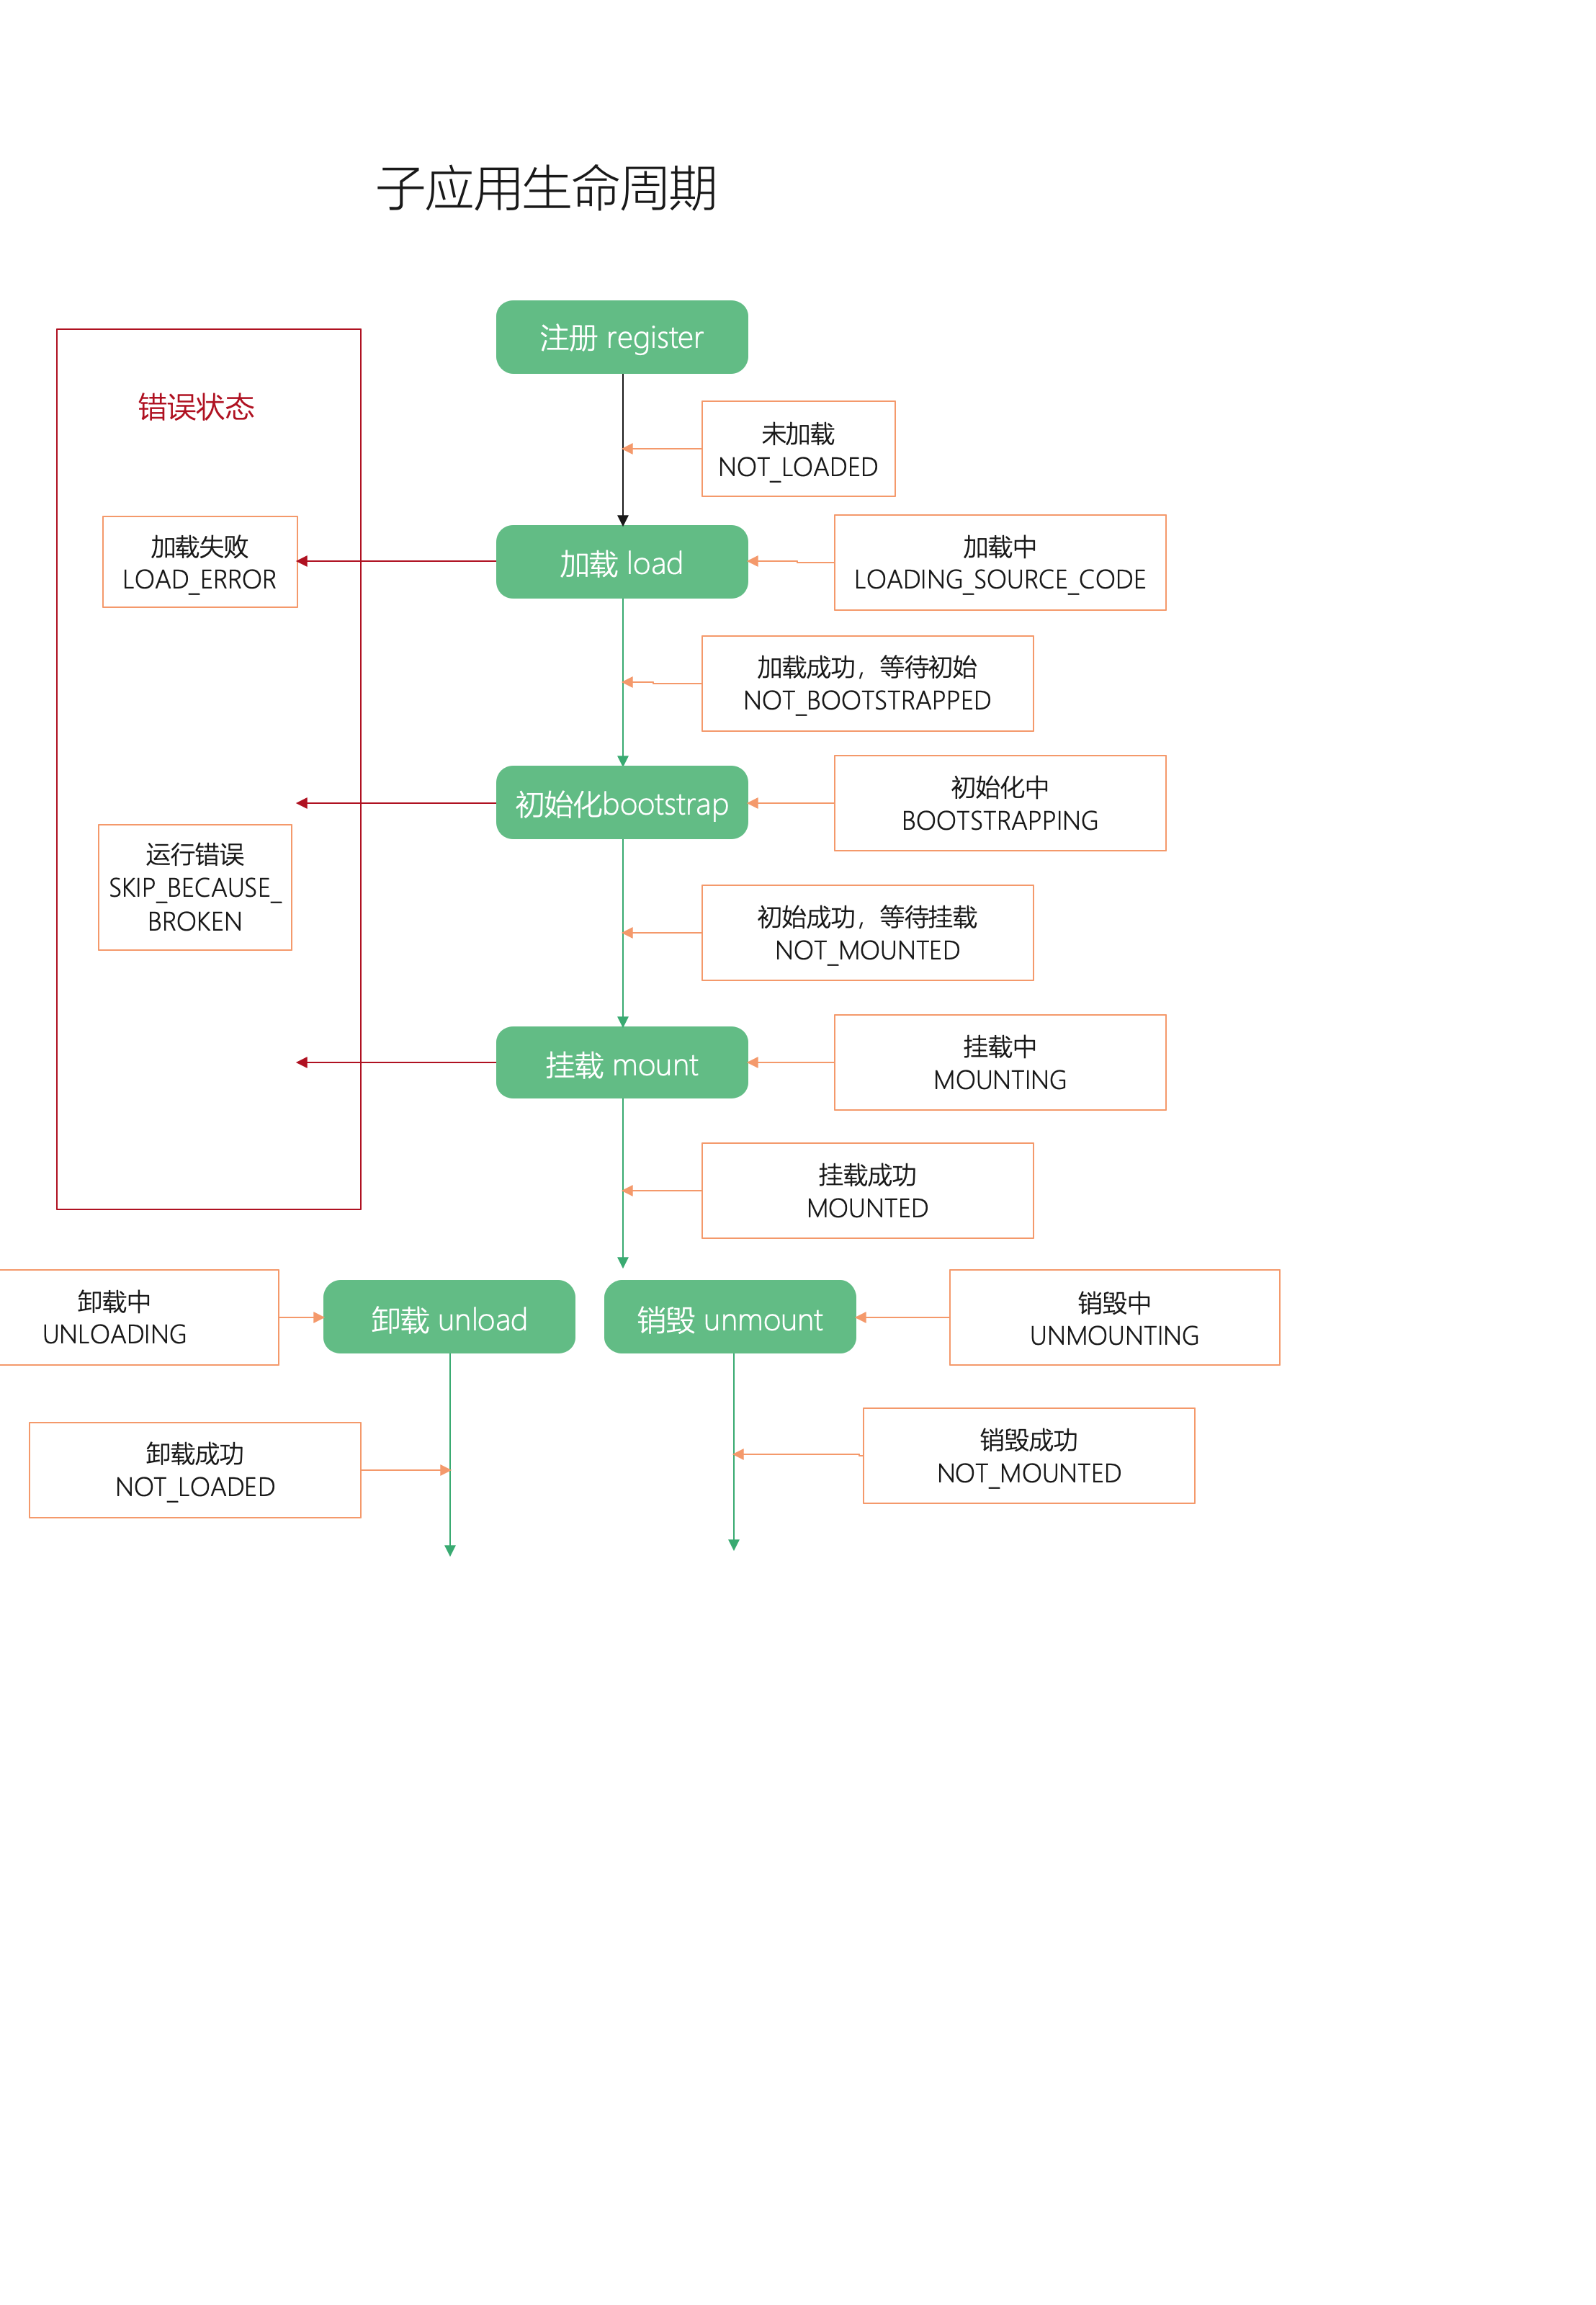 子应用生命周期
注册 register
错误状态
未加载
NOT_LOADED
加载失败
LOAD_ERROR
加载 load
加载中
LOADING_SOURCE_CODE
加载成功，等待初始
NOT_BOOTSTRAPPED
初始化bootstrap
初始化中
BOOTSTRAPPING
运行错误
SKIP_BECAUSE_
BROKEN
初始成功，等待挂载
NOT_MOUNTED
挂载 mount
挂载中
MOUNTING
挂载成功
MOUNTED
卸载中
UNLOADING
卸载 unload
销毁 unmount
销毁中
UNMOUNTING
卸载成功
NOT_LOADED
销毁成功
NOT_MOUNTED